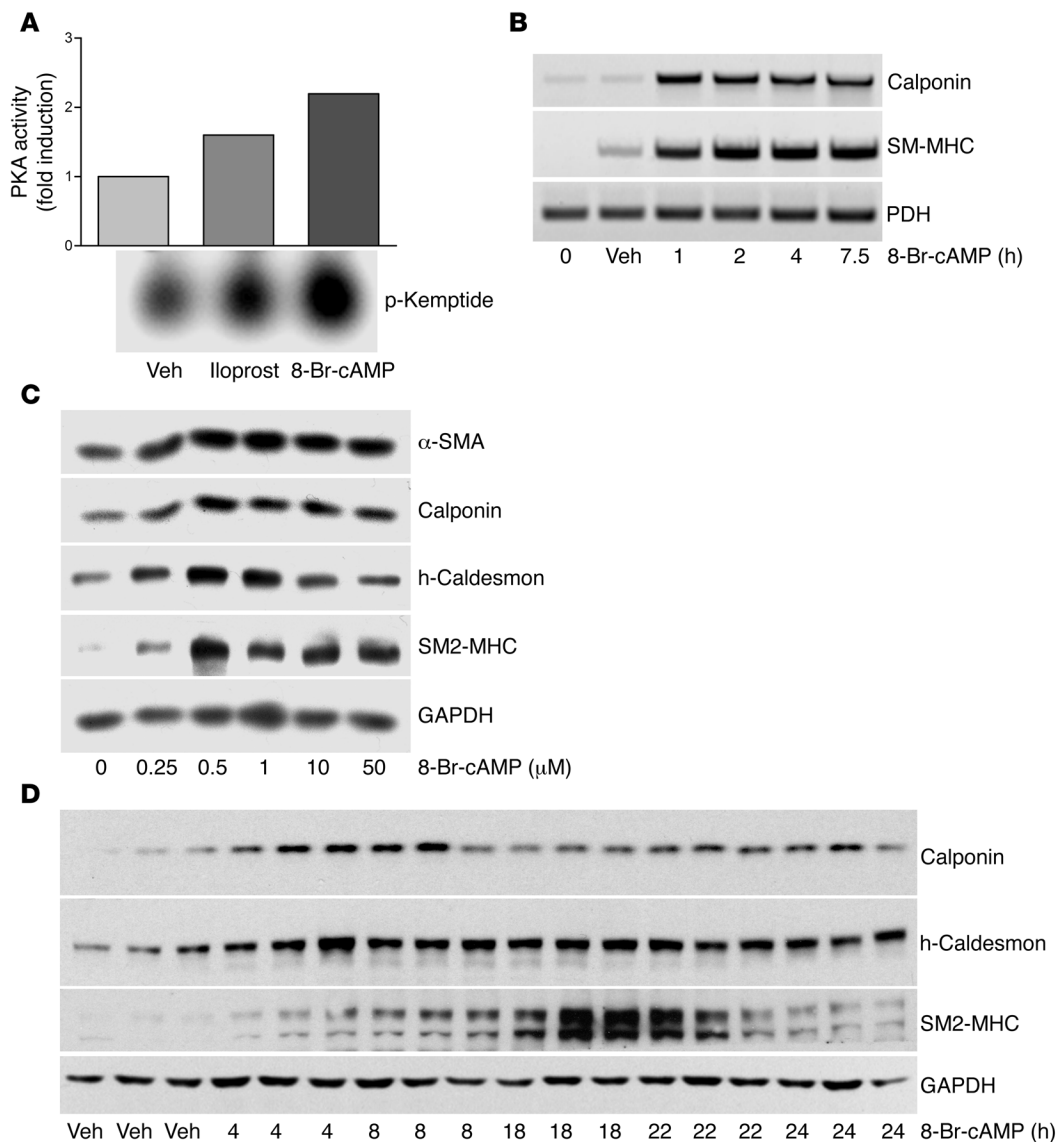 A
3
2
1
0
PKA activity
(fold induction)
p-Kemptide
Veh Iloprost 8-Br-cAMP
B
Calponin
SM-MHC
PDH
0 Veh 1 2 4 7.5 8-Br-cAMP (h)
C
α-SMA
Calponin
h-Caldesmon
SM2-MHC
GAPDH
0 0.25 0.5 1 10 50 8-Br-cAMP (μM)
D
Calponin
h-Caldesmon
SM2-MHC
GAPDH
Veh Veh Veh 4 4 4 8 8 8 18 18 18 22 22 22 24 24 24 8-Br-cAMP (h)